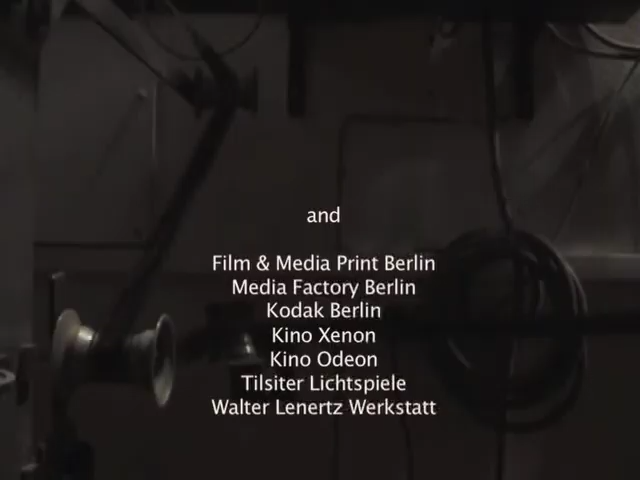 and
Film & Media Print Berlin
Media Factory Berlin
Kodak Berlin
Kino Xenon
Kino Odeon
Tilsiter Lichtspiele
Walter Lenertz Werkstatt